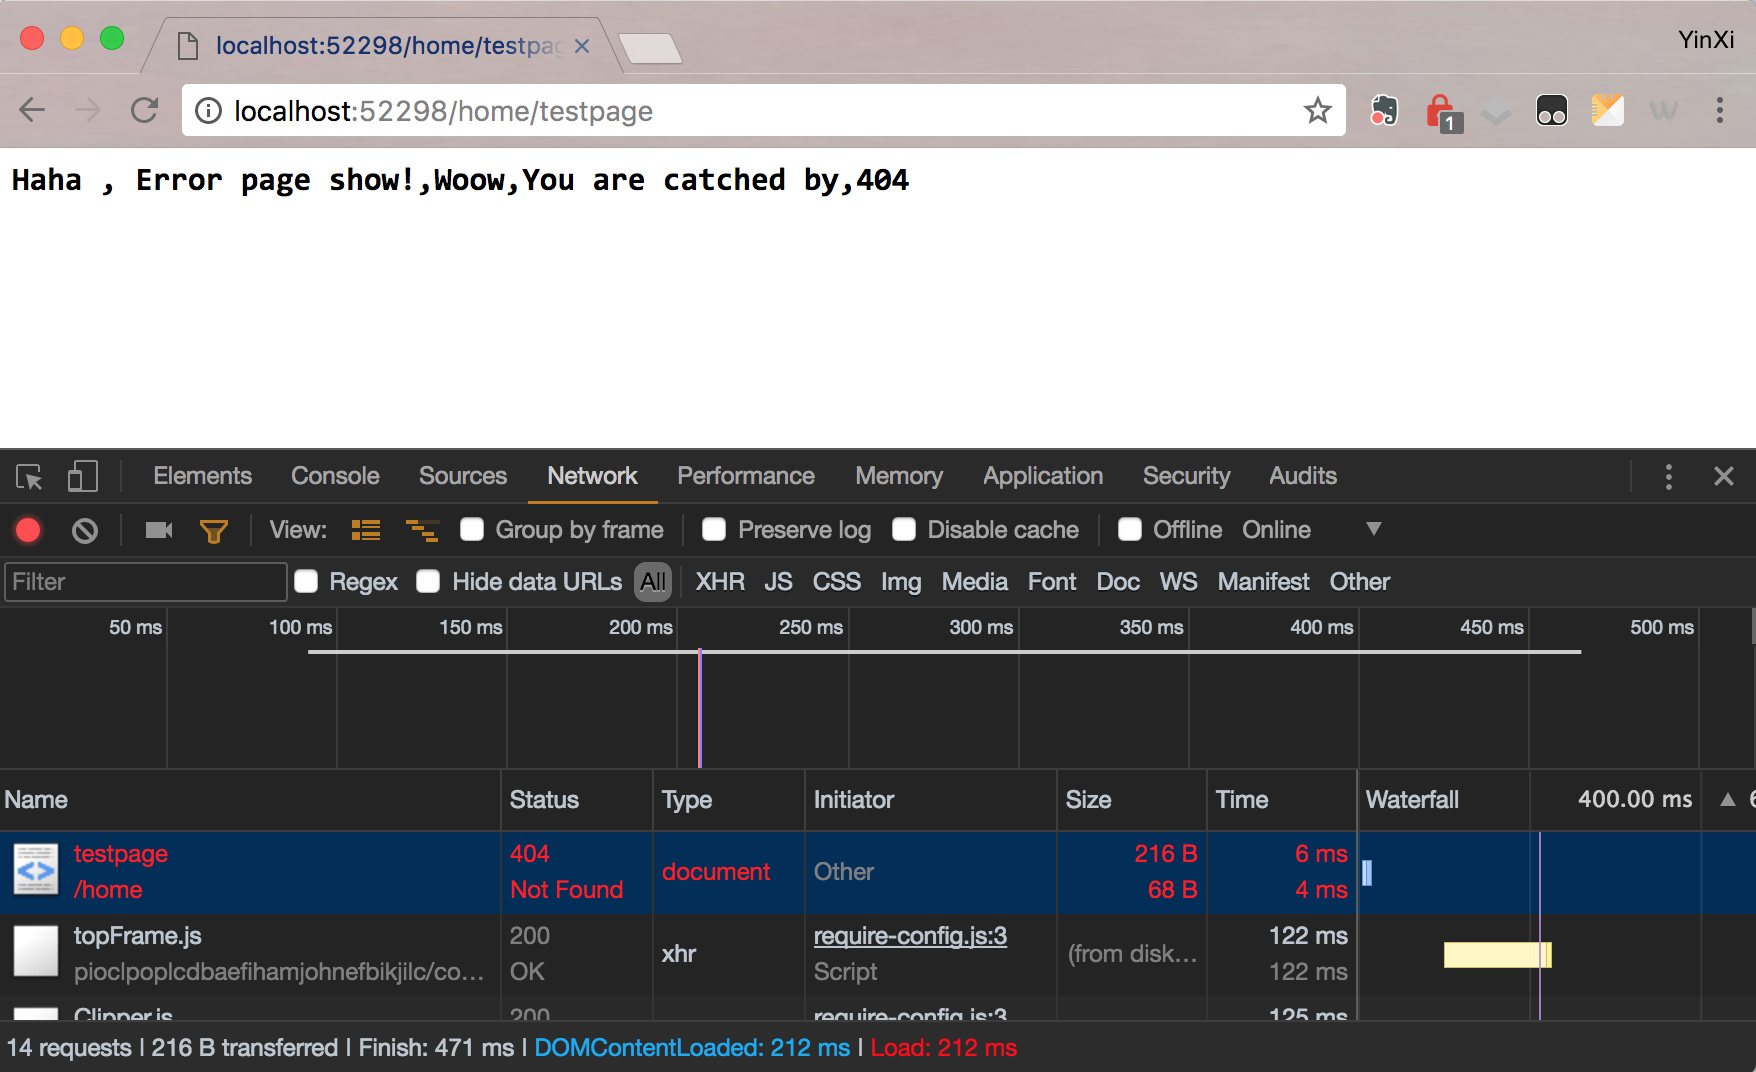 localhost:52298/home/testpa
YinXi
localhost:52298/home/testpage
1
Haha , Error page show!,Woow,You are catched by,404
Elements Console Sources Network Performance Memory Application Security Audits
View: Group by frame Preserve log Disable cache Offline Online
Filter Regex Hide data URLs All XHR JS CSS Img Media Font Doc WS Manifest Other
50 ms 100 ms 150 ms 200 ms 250 ms 300 ms 350 ms 400 ms 450 ms 500 ms
Name Status Type Initiator Size Time Waterfall 400.00 ms
testpage 404 document Other 216 B 6 ms
/home Not Found 68 B 4 ms
topFrame.js 200 xhr require-config.js:3 (from disk... 122 ms
pioclpoplcdbaefihamjohnefbikjilc/co... OK Script 122 ms
Clipper.js 200 require-config.js:3 125 ms
14 requests | 216 B transferred | Finish: 471 ms | DOMContentLoaded: 212 ms | Load: 212 ms